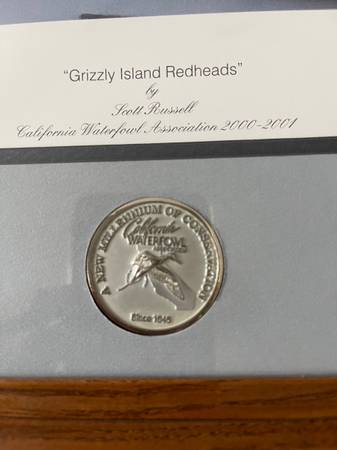 "Grizzly Island Redheads"
by
Scott Russell
California Waterfowl Association 2000-2001
A NEW MILLENNIUM OF CONSERVATION
California
WATERFOWL
Since 1945